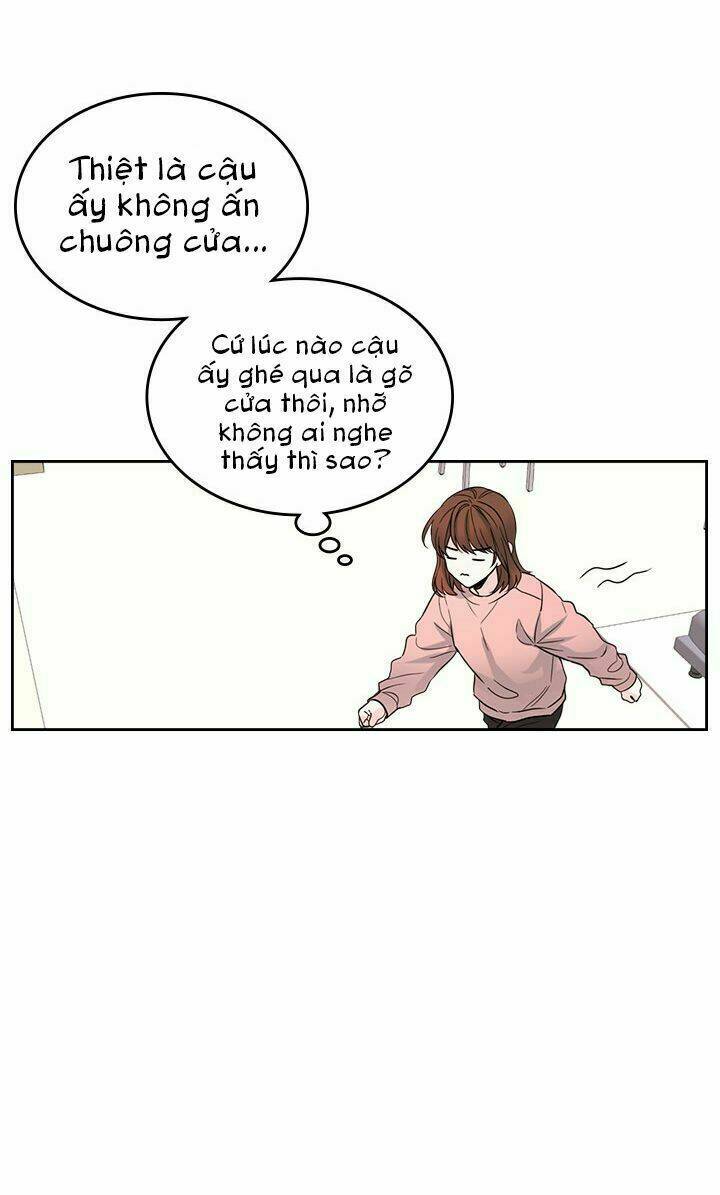 Thiệt là cậu
ấy không ấn
chuông cửa...
Cứ lúc nào cậu
ấy ghé qua là gõ
cửa thôi, nhỡ
không ai nghe
thấy thì sao?